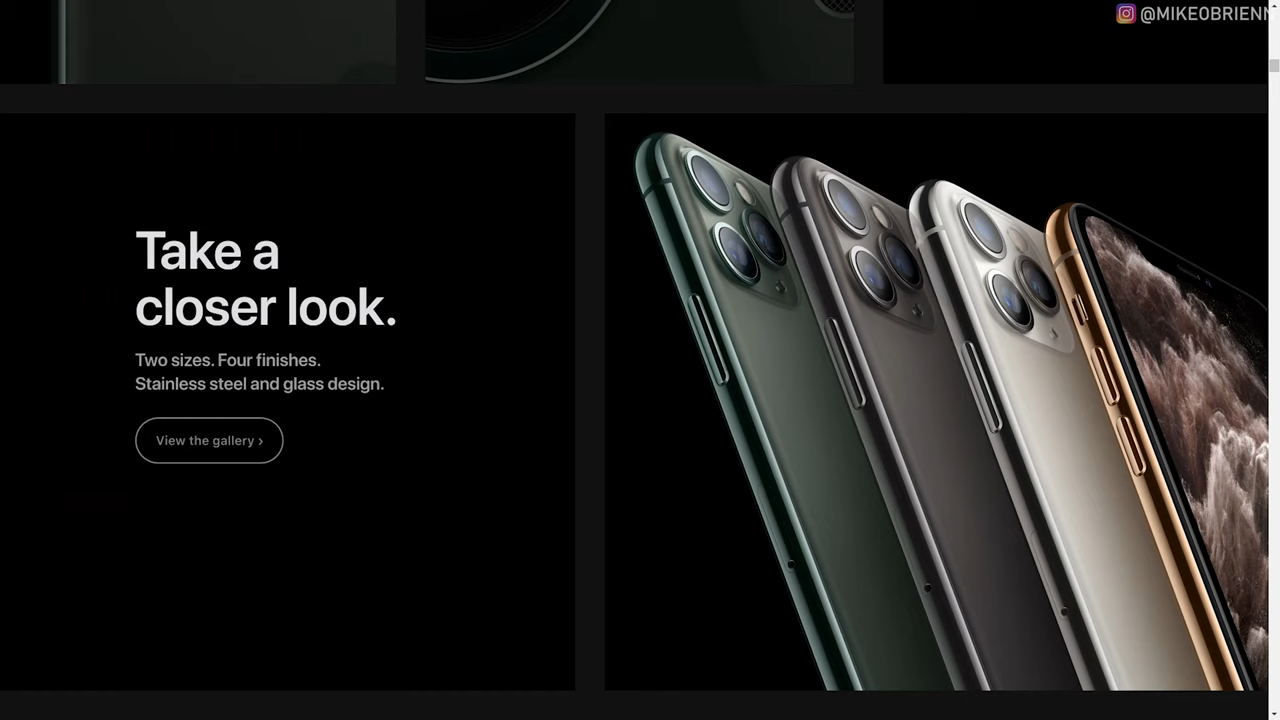 @MIKEOBRIENN
Take a
closer look.
Two sizes. Four finishes.
Stainless steel and glass design.
View the gallery ›